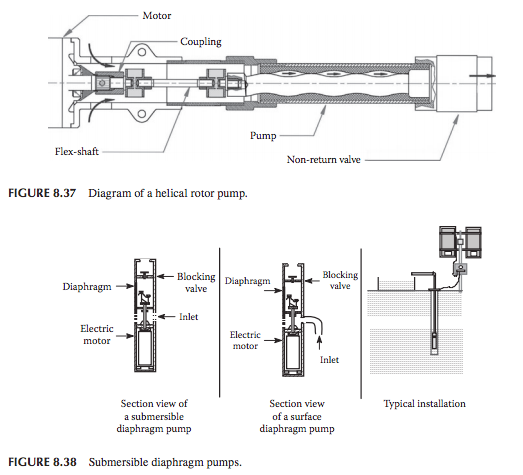 Motor
Coupling
Pump
Flex-shaft
Non-return valve
FIGURE 8.37 Diagram of a helical rotor pump.
Diaphragm
Blocking
valve
Inlet
Electric
motor
Section view of
a submersible
diaphragm pump
Diaphragm
Blocking
valve
Electric
motor
Inlet
Section view
of a surface
diaphragm pump
Typical installation
FIGURE 8.38 Submersible diaphragm pumps.